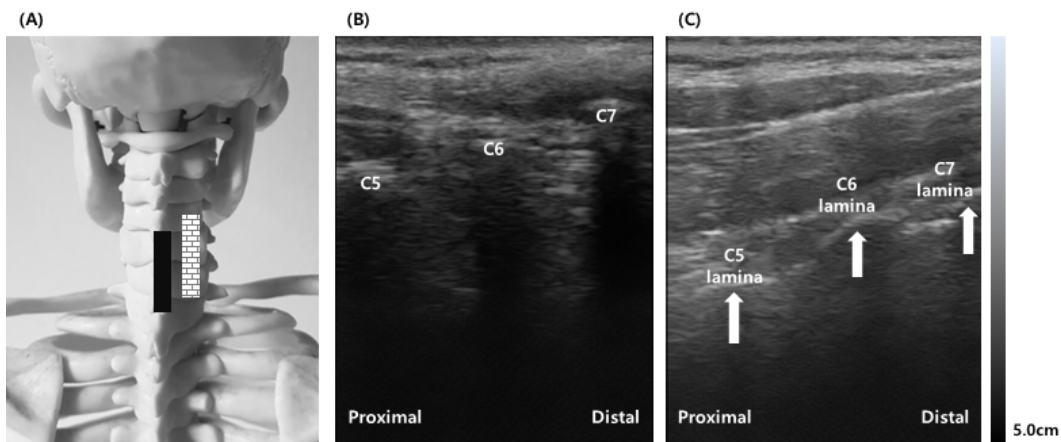 (A)
(B)
(C)
C5
C6
C7
Proximal
Distal
C5
lamina
C6
lamina
C7
lamina
Proximal
Distal
5.0cm